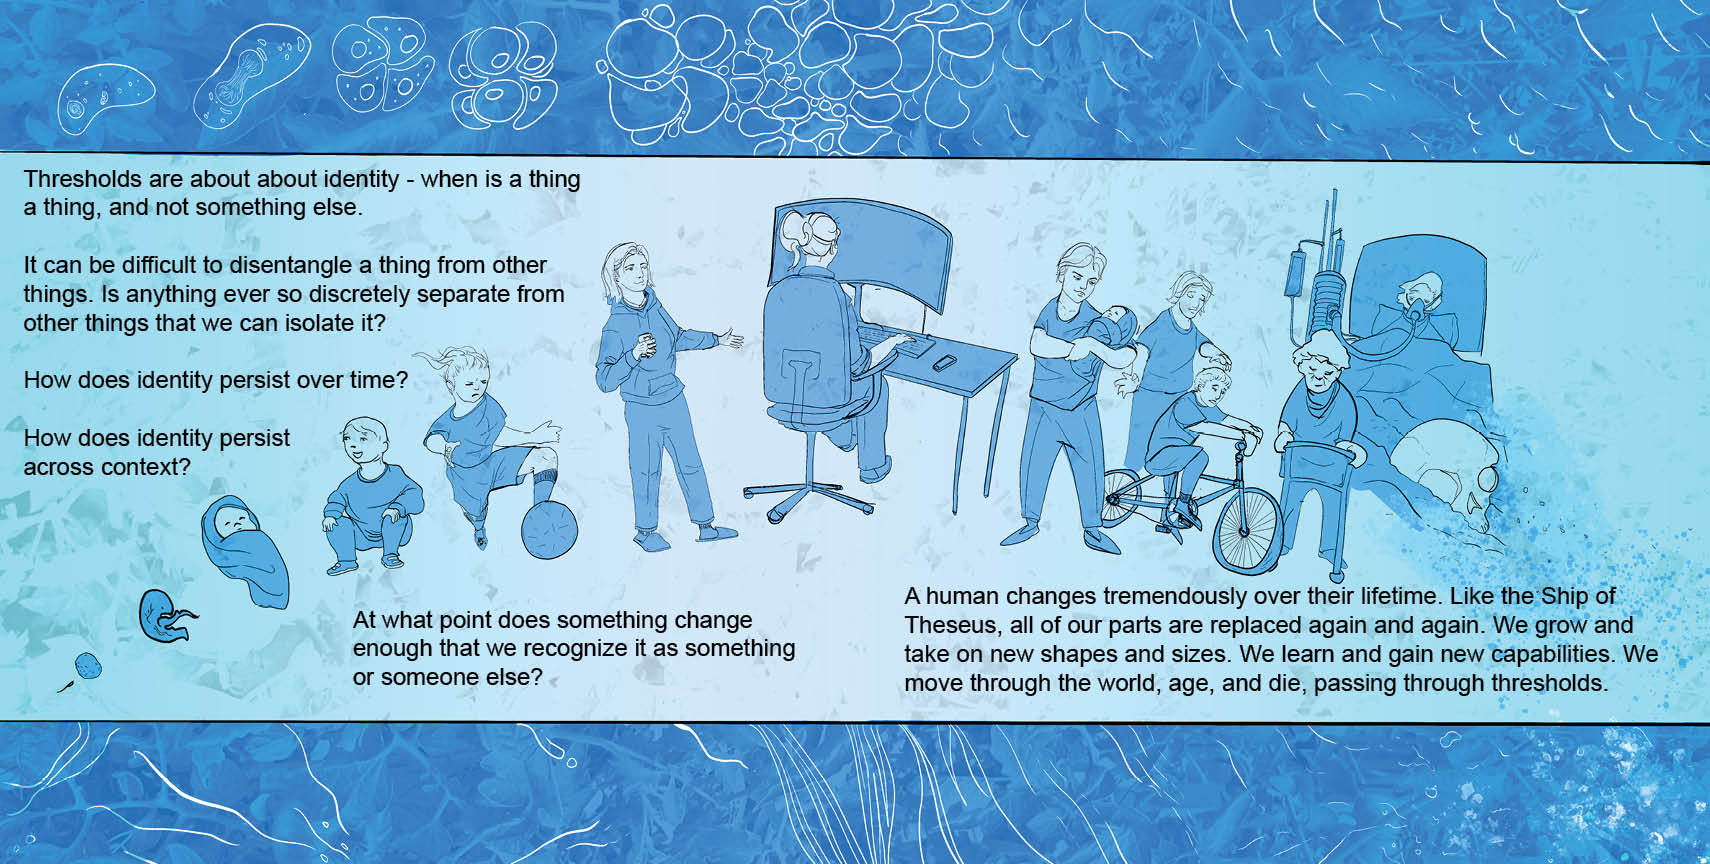 Thresholds are about about identity - when is a thing
a thing, and not something else.
It can be difficult to disentangle a thing from other
things. Is anything ever so discretely separate from
other things that we can isolate it?
How does identity persist over time?
How does identity persist
across context?
At what point does something change
enough that we recognize it as something
or someone else?
A human changes tremendously over their lifetime. Like the Ship of
Theseus, all of our parts are replaced again and again. We grow and
take on new shapes and sizes. We learn and gain new capabilities. We
move through the world, age, and die, passing through thresholds.